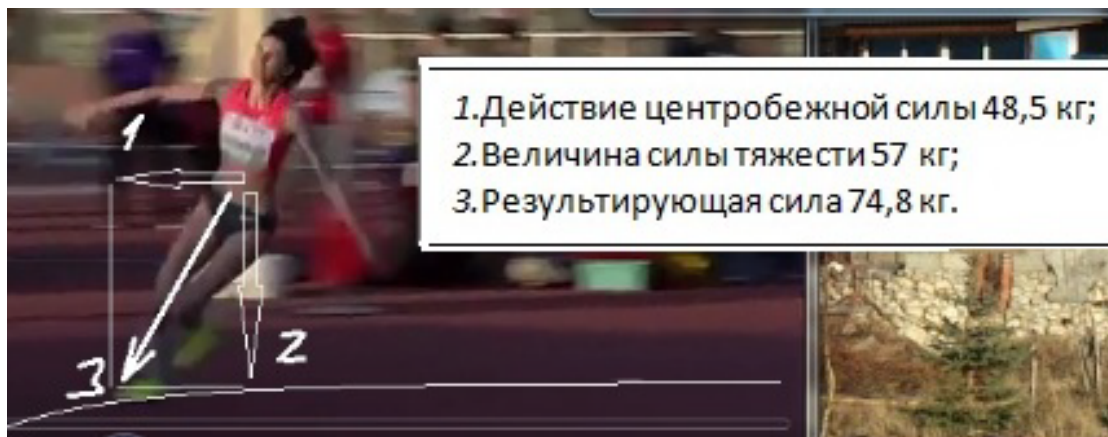 1.Действие центробежной силы 48,5 кг;
2.Величина силы тяжести 57 кг;
3.Результирующая сила 74,8 кг.
1
2
3